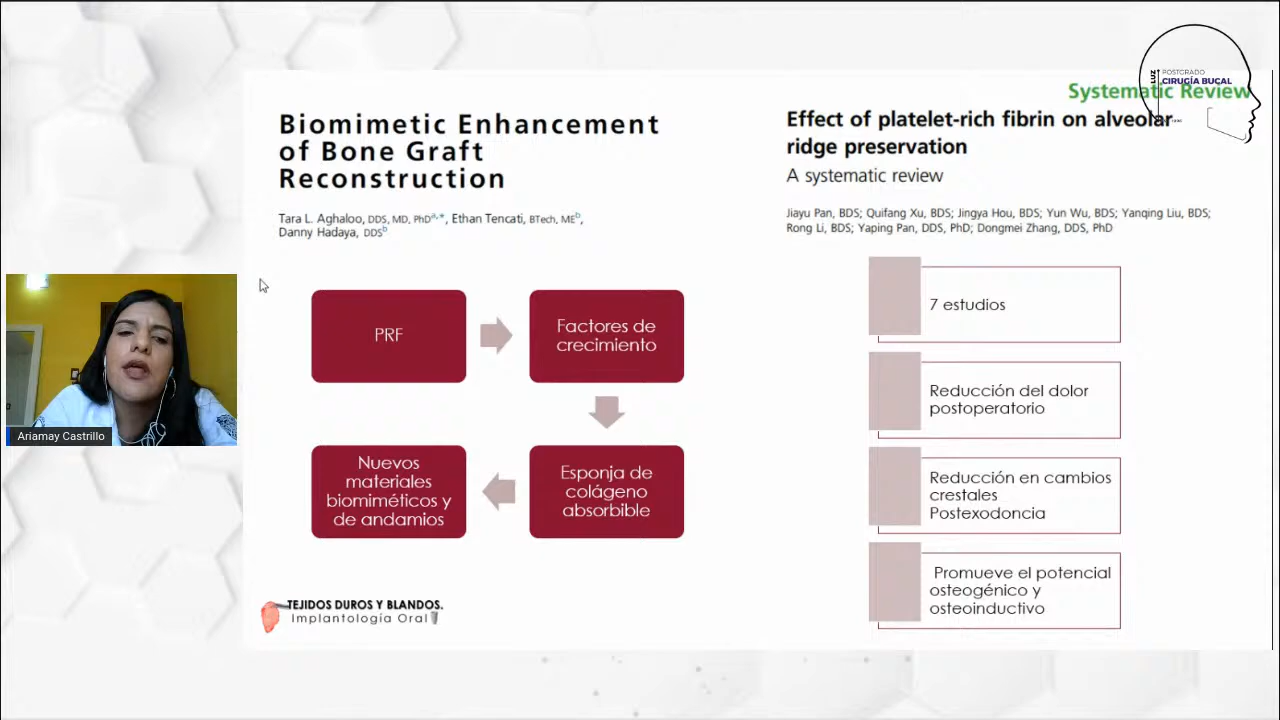 LUZ
POSTGRADO
CIRUGÍA BUCAL
Systematic Review
Biomimetic Enhancement
of Bone Graft
Reconstruction
Tara L. Aghaloo, DDS, MD, PhDa,*, Ethan Tencati, BTech, MEb,
Danny Hadaya, DDSb
Effect of platelet-rich fibrin on alveolar
ridge preservation
A systematic review
Jiayu Pan, BDS; Quifang Xu, BDS; Jingya Hou, BDS; Yun Wu, BDS; Yanqing Liu, BDS;
Rong Li, BDS; Yaping Pan, DDS, PhD; Dongmei Zhang, DDS, PhD
PRF
Factores de
crecimiento
Nuevos
materiales
biomiméticos y
de andamios
Esponja de
colágeno
absorbible
7 estudios
Reducción del dolor
postoperatorio
Reducción en cambios
crestales
Postexodoncia
Promueve el potencial
osteogénico y
osteoinductivo
Ariamay Castrillo
TEJIDOS DUROS Y BLANDOS.
Implantología Oral